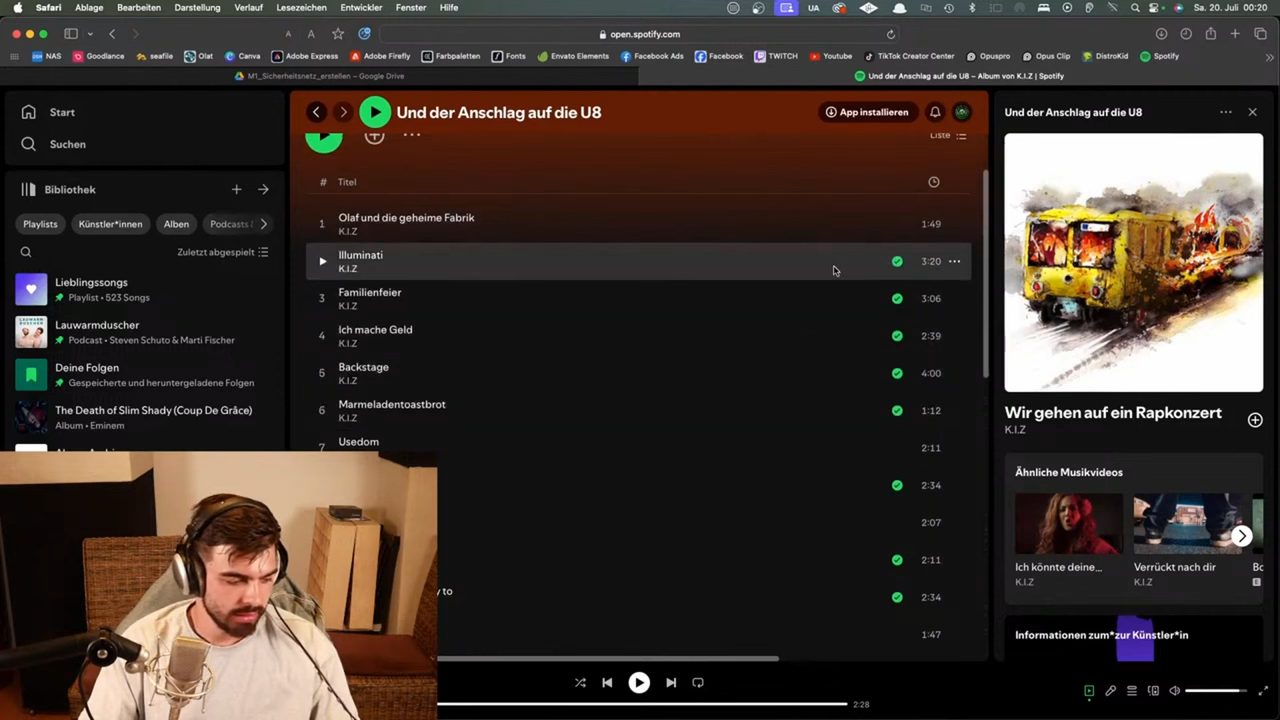 Safari Ablage Bearbeiten Darstellung Verlauf Lesezeichen Entwickler Fenster Hilfe UA Sa. 20. Juli 00:20
A A open.spotify.com
NAS Goodlance seafile Olat Canva Adobe Express Adobe Firefly Farbpaletten Fonts Envato Elements Facebook Ads Facebook TWITCH Youtube TikTok Creator Center Opuspro Opus Clip DistroKid Spotify
M1_Sicherheitsnetz_erstellen – Google Drive
Und der Anschlag auf die U8 – Album von K.I.Z | Spotify
Start
Suchen
Bibliothek
Playlists Künstler*innen Alben Podcasts
Zuletzt abgespielt
Lieblingssongs
Playlist • 523 Songs
Lauwarmduscher
Podcast • Steven Schuto & Marti Fischer
Deine Folgen
Gespeicherte und heruntergeladene Folgen
The Death of Slim Shady (Coup De Grâce)
Album • Eminem
Und der Anschlag auf die U8
App installieren
Liste
# Titel
1 Olaf und die geheime Fabrik 1:49
K.I.Z
Illuminati 3:20
K.I.Z
3 Familienfeier 3:06
K.I.Z
4 Ich mache Geld 2:39
K.I.Z
5 Backstage 4:00
K.I.Z
6 Marmeladentoastbrot 1:12
K.I.Z
7 Usedom 2:11
2:34
2:07
2:11
y to 2:34
1:47
2:28
Und der Anschlag auf die U8
Wir gehen auf ein Rapkonzert
K.I.Z
Ähnliche Musikvideos
Ich könnte deine...
K.I.Z
Verrückt nach dir
K.I.Z
Bo
E
Informationen zum*zur Künstler*in